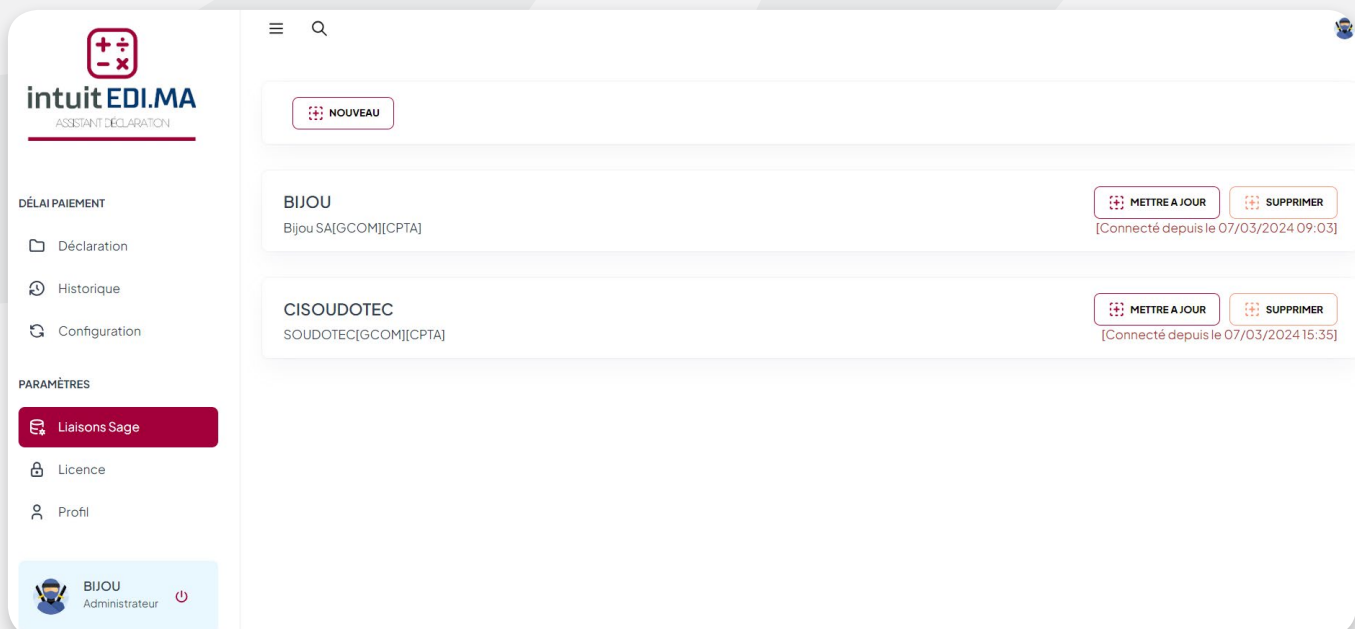 intuit EDI.MA
ASSISTANT DÉCLARATION
DÉLAI PAIEMENT
Déclaration
Historique
Configuration
PARAMÈTRES
Liaisons Sage
Licence
Profil
BIJOU
Administrateur
NOUVEAU
BIJOU
Bijou SA[GCOM][CPTA]
METTRE A JOUR
SUPPRIMER
[Connecté depuis le 07/03/2024 09:03]
CISOUDOTEC
SOUDOTEC[GCOM][CPTA]
METTRE A JOUR
SUPPRIMER
[Connecté depuis le 07/03/2024 15:35]